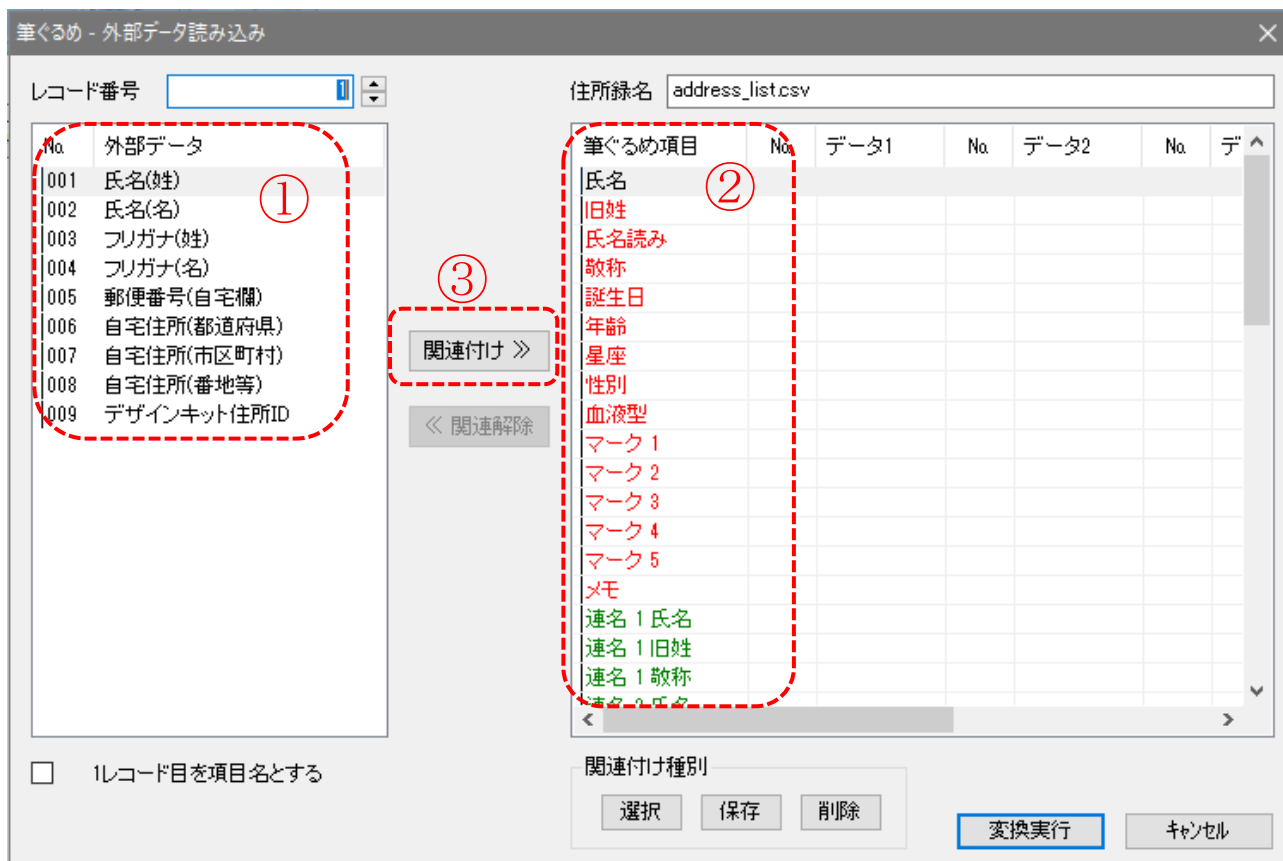 筆ぐるめ - 外部データ読み込み
レコード番号 1
住所録名 address_list.csv
No. 外部データ
001 氏名(姓)
002 氏名(名)
003 フリガナ(姓)
004 フリガナ(名)
005 郵便番号(自宅欄)
006 自宅住所(都道府県)
007 自宅住所(市区町村)
008 自宅住所(番地等)
009 デザインキット住所ID
①
③
関連付け ≫
≪ 関連解除
筆ぐるめ項目 No. データ1 No. データ2 No. デ
②
氏名
旧姓
氏名読み
敬称
誕生日
年齢
星座
性別
血液型
マーク 1
マーク 2
マーク 3
マーク 4
マーク 5
メモ
連名 1 氏名
連名 1 旧姓
連名 1 敬称
連名 2 氏名
1レコード目を項目名とする
関連付け種別
選択 保存 削除
変換実行 キャンセル